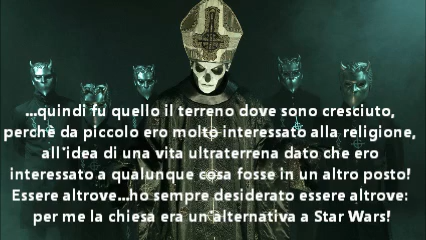 ...quindi fu quello il terreno dove sono cresciuto,
perchè da piccolo ero molto interessato alla religione,
all'idea di una vita ultraterrena dato che ero
interessato a qualunque cosa fosse in un altro posto!
Essere altrove...ho sempre desiderato essere altrove:
per me la chiesa era un'alternativa a Star Wars!